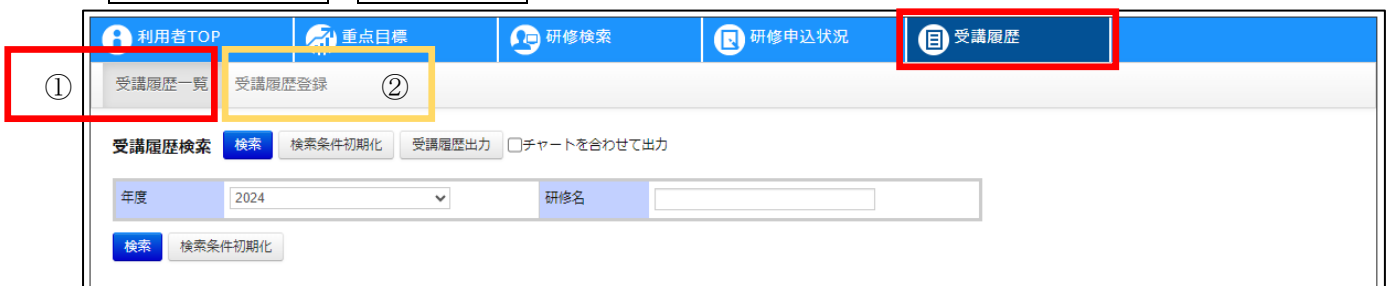 利用者TOP 重点目標 研修検索 研修申込状況 受講履歴
① 受講履歴一覧 受講履歴登録 ②
受講履歴検索 検索 検索条件初期化 受講履歴出力 チャートを合わせて出力
年度 2024 研修名
検索 検索条件初期化